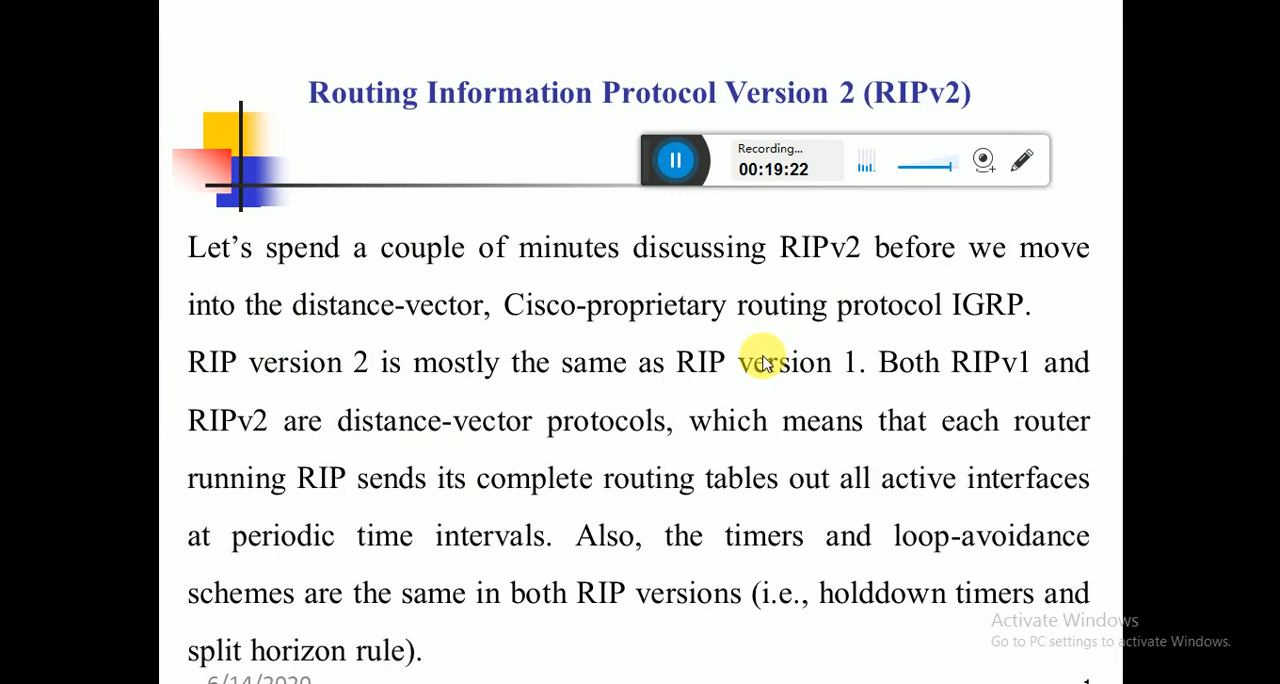 Routing Information Protocol Version 2 (RIPv2)
Recording...
00:19:22
Let’s spend a couple of minutes discussing RIPv2 before we move
into the distance-vector, Cisco-proprietary routing protocol IGRP.
RIP version 2 is mostly the same as RIP version 1. Both RIPv1 and
RIPv2 are distance-vector protocols, which means that each router
running RIP sends its complete routing tables out all active interfaces
at periodic time intervals. Also, the timers and loop-avoidance
schemes are the same in both RIP versions (i.e., holddown timers and
split horizon rule).
Activate Windows
Go to PC settings to activate Windows.
6/14/2020
1